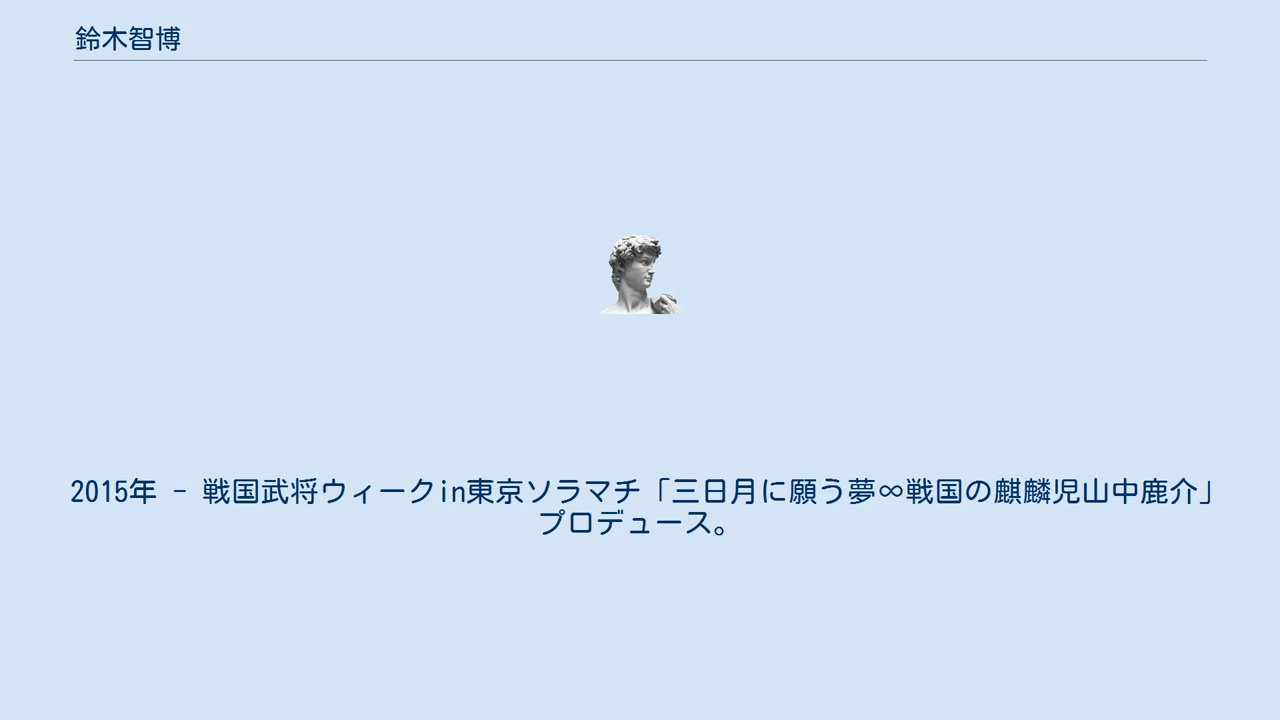 鈴木智博
2015年 - 戦国武将ウィークin東京ソラマチ「三日月に願う夢∞戦国の麒麟児山中鹿介」
プロデュース。